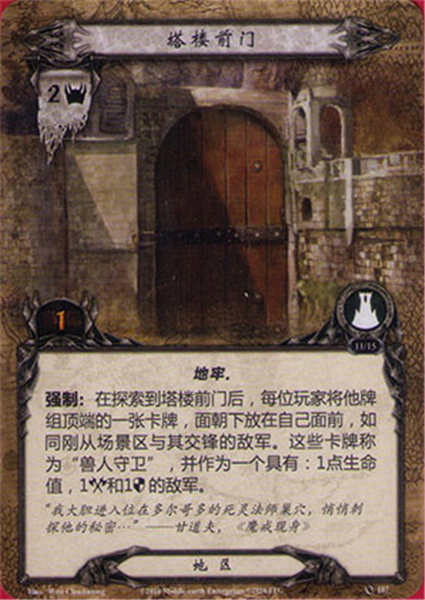 塔楼前门
2
1
11/15
地牢.
强制：在探索到塔楼前门后，每位玩家将他牌
组顶端的一张卡牌，面朝下放在自己面前，如
同刚从场景区与其交锋的敌军。这些卡牌称
为“兽人守卫”，并作为一个具有：1点生命
值，1和1的敌军。
“我大胆进入位在多尔哥多的死灵法师巢穴，悄悄刺
探他的秘密…”——甘道夫，《魔戒现身》
地区
107